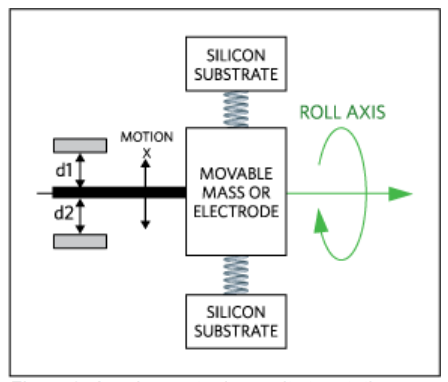 SILICON
SUBSTRATE
ROLL AXIS
MOTION
X
d1
d2
MOVABLE
MASS OR
ELECTRODE
SILICON
SUBSTRATE